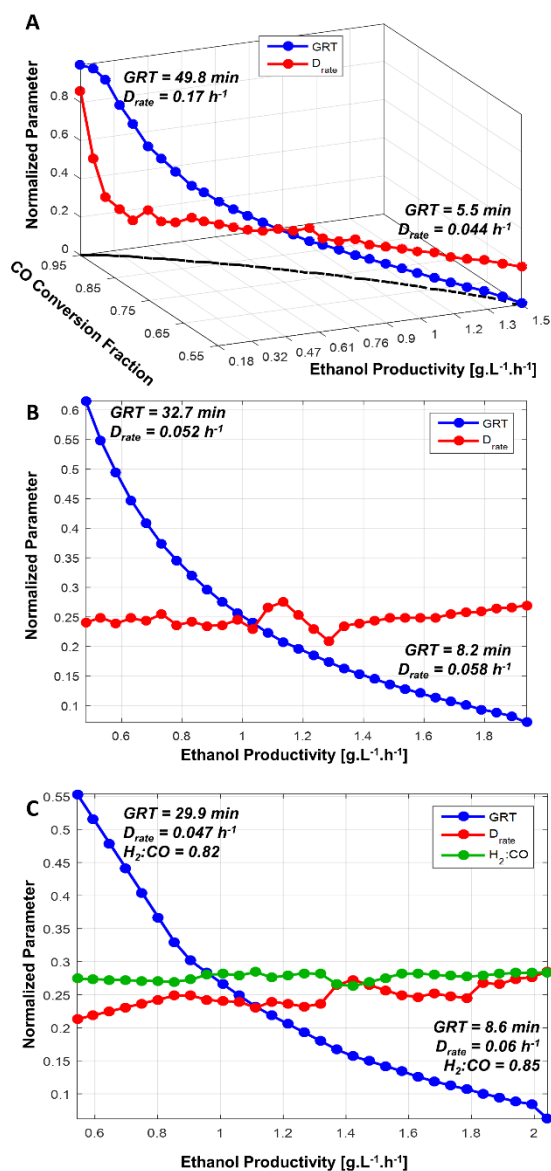 A
GRT
D_rate
GRT = 49.8 min
D_rate = 0.17 h⁻¹
GRT = 5.5 min
D_rate = 0.044 h⁻¹
Normalized Parameter
0.8
0.6
0.4
0.2
0
0.95
0.85
0.75
0.65
0.55
CO Conversion Fraction
0.18
0.32
0.47
0.61
0.76
0.9
1
1.2
1.3
1.5
Ethanol Productivity [g.L⁻¹.h⁻¹]
B
GRT = 32.7 min
D_rate = 0.052 h⁻¹
GRT
D_rate
GRT = 8.2 min
D_rate = 0.058 h⁻¹
Normalized Parameter
0.6
0.55
0.5
0.45
0.4
0.35
0.3
0.25
0.2
0.15
0.1
0.6 0.8 1 1.2 1.4 1.6 1.8
Ethanol Productivity [g.L⁻¹.h⁻¹]
C
GRT = 29.9 min
D_rate = 0.047 h⁻¹
H₂:CO = 0.82
GRT
D_rate
H₂:CO
GRT = 8.6 min
D_rate = 0.06 h⁻¹
H₂:CO = 0.85
Normalized Parameter
0.55
0.5
0.45
0.4
0.35
0.3
0.25
0.2
0.15
0.1
0.6 0.8 1 1.2 1.4 1.6 1.8 2
Ethanol Productivity [g.L⁻¹.h⁻¹]